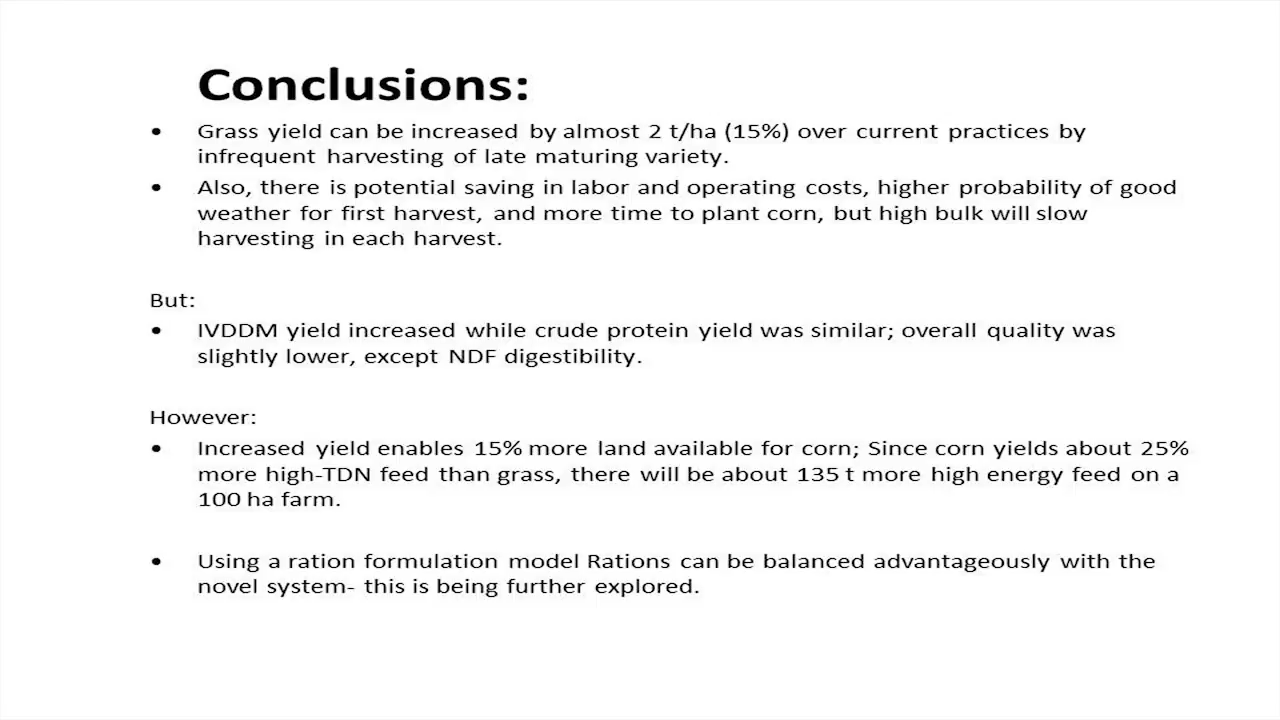 Conclusions:
• Grass yield can be increased by almost 2 t/ha (15%) over current practices by
infrequent harvesting of late maturing variety.
• Also, there is potential saving in labor and operating costs, higher probability of good
weather for first harvest, and more time to plant corn, but high bulk will slow
harvesting in each harvest.
But:
• IVDDM yield increased while crude protein yield was similar; overall quality was
slightly lower, except NDF digestibility.
However:
• Increased yield enables 15% more land available for corn; Since corn yields about 25%
more high-TDN feed than grass, there will be about 135 t more high energy feed on a
100 ha farm.
• Using a ration formulation model Rations can be balanced advantageously with the
novel system- this is being further explored.